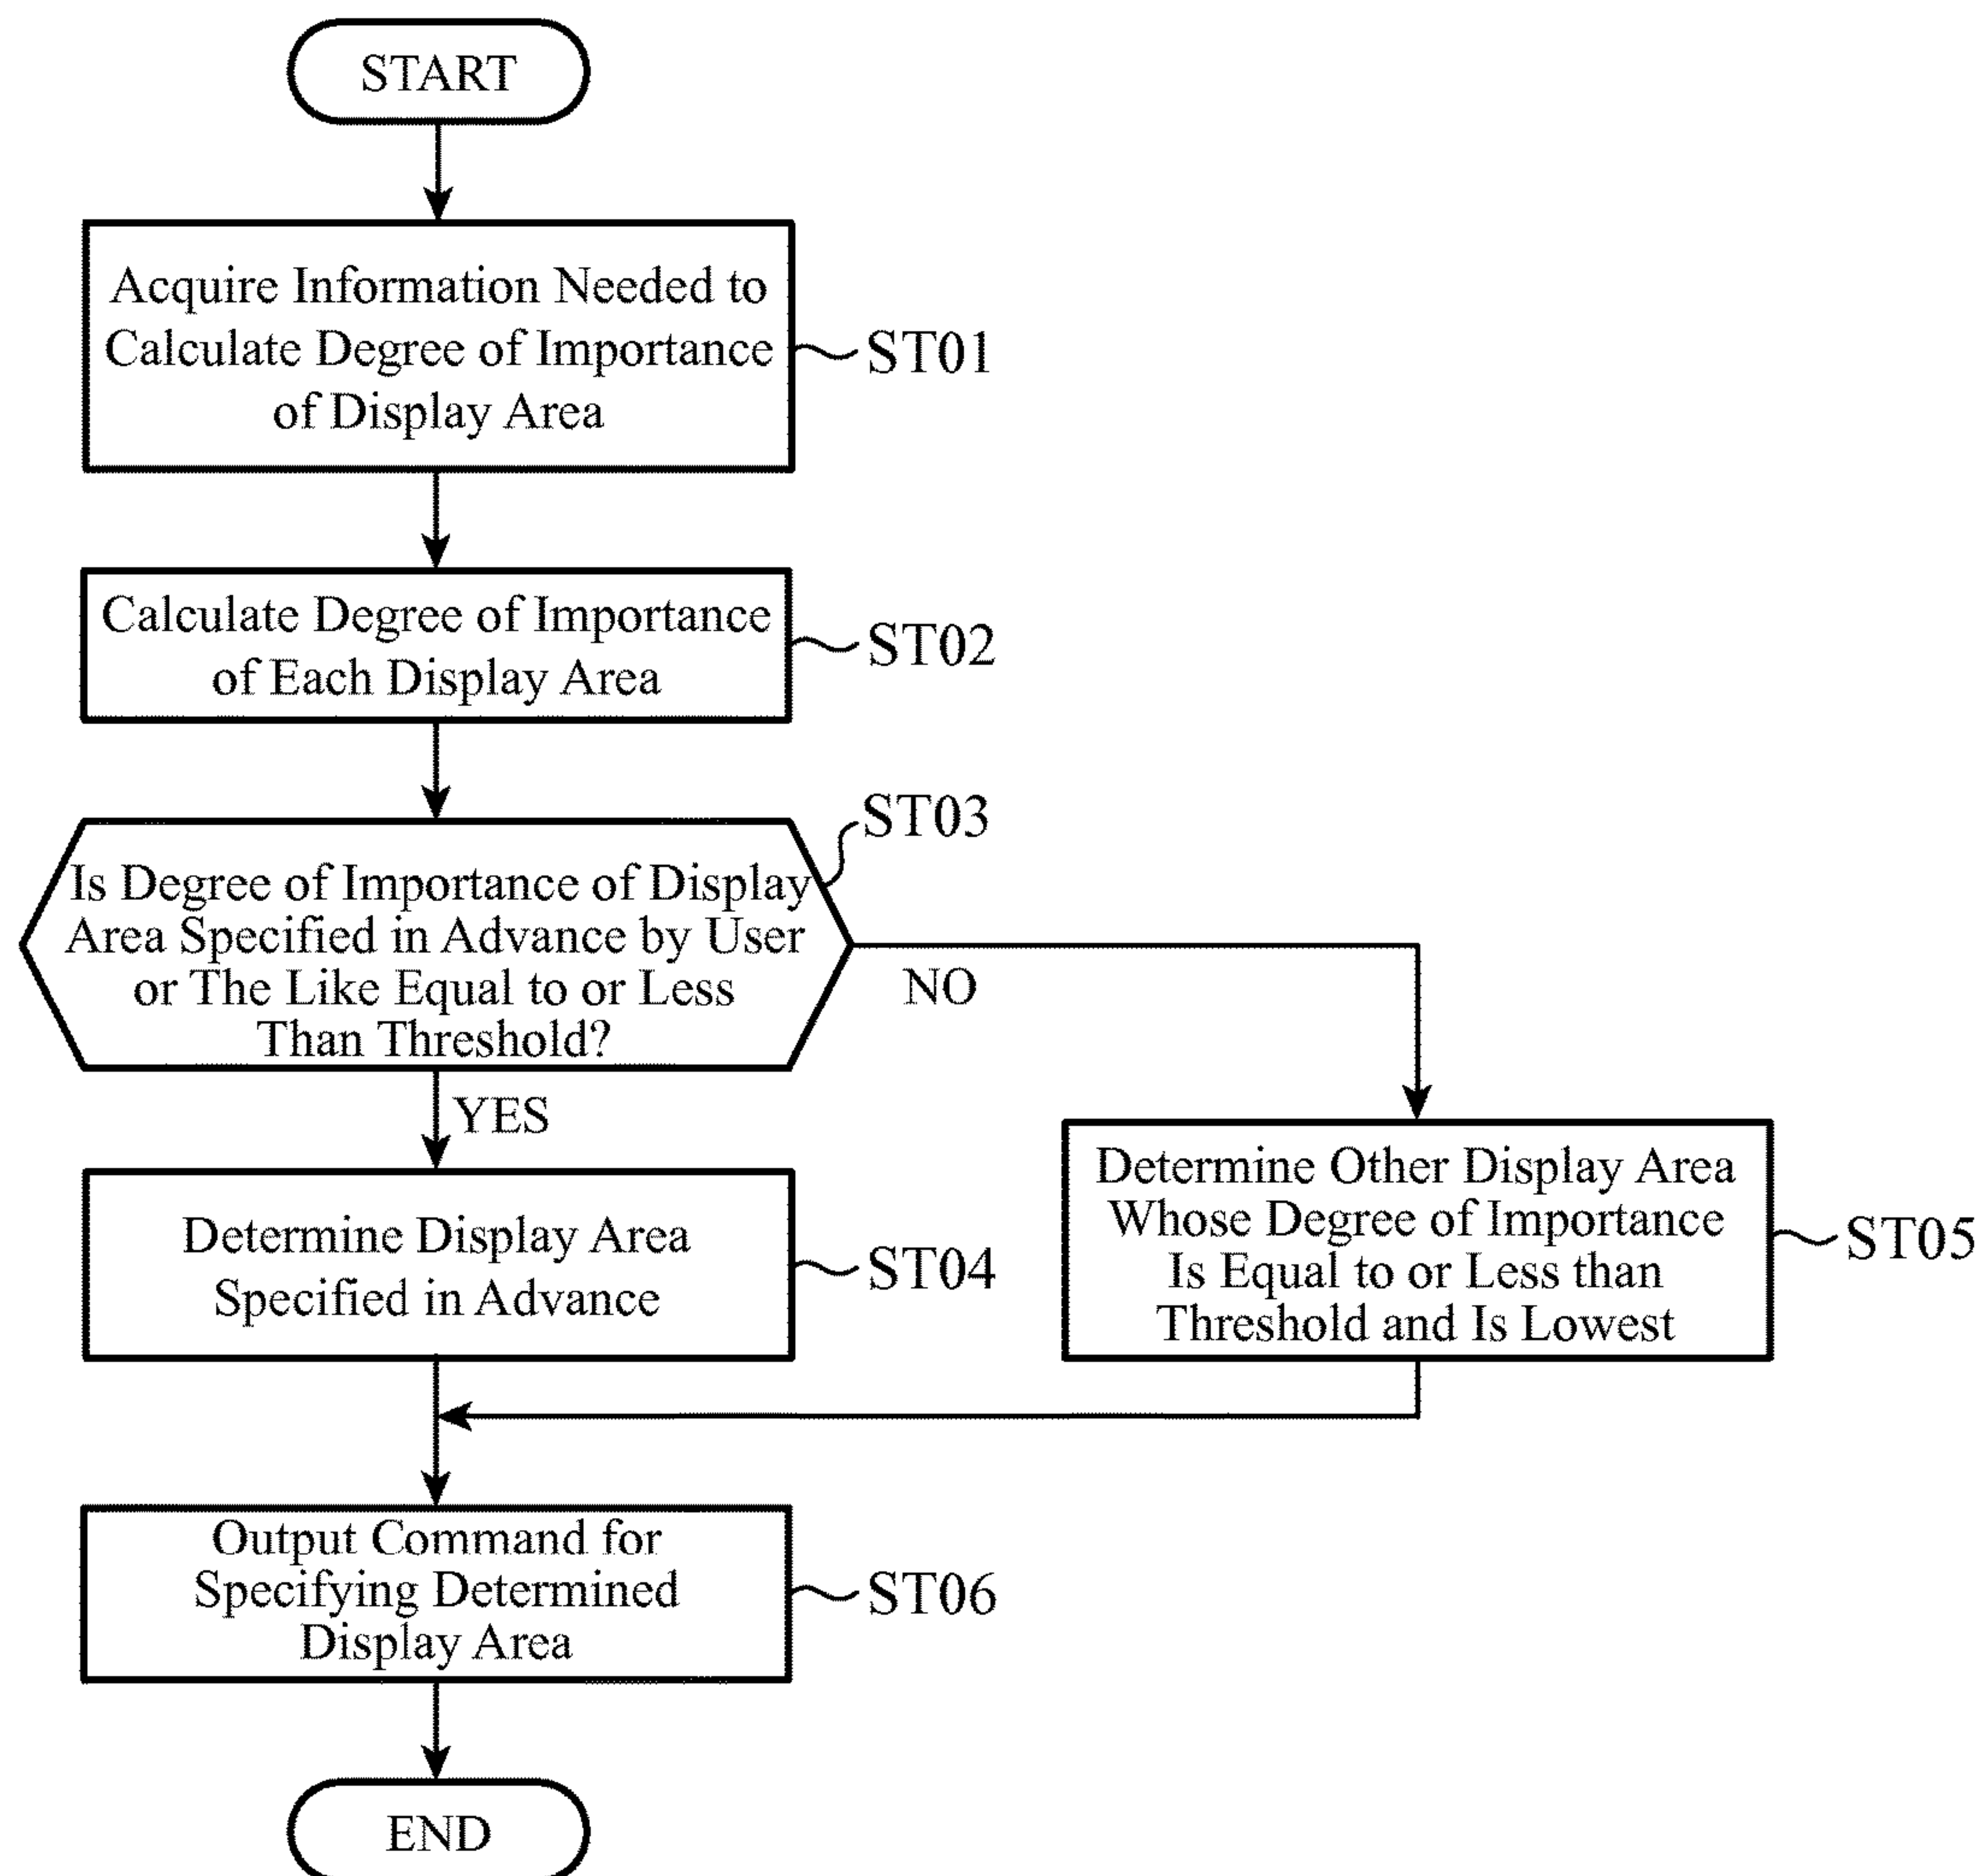 START
Acquire Information Needed to
Calculate Degree of Importance
of Display Area
ST01
Calculate Degree of Importance
of Each Display Area
ST02
ST03
Is Degree of Importance of Display
Area Specified in Advance by User
or The Like Equal to or Less
Than Threshold?
NO
YES
Determine Display Area
Specified in Advance
ST04
Determine Other Display Area
Whose Degree of Importance
Is Equal to or Less than
Threshold and Is Lowest
ST05
Output Command for
Specifying Determined
Display Area
ST06
END